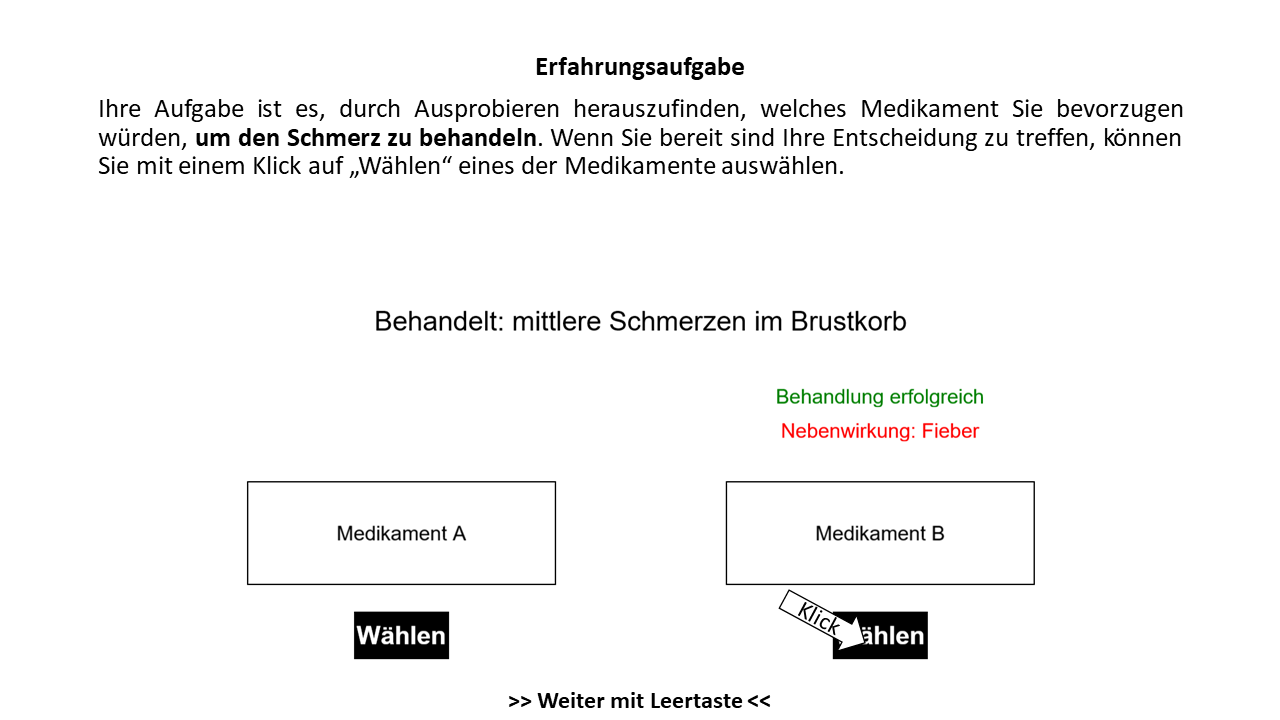 Erfahrungsaufgabe
Ihre Aufgabe ist es, durch Ausprobieren herauszufinden, welches Medikament Sie bevorzugen
würden, um den Schmerz zu behandeln. Wenn Sie bereit sind Ihre Entscheidung zu treffen, können
Sie mit einem Klick auf „Wählen“ eines der Medikamente auswählen.
Behandelt: mittlere Schmerzen im Brustkorb
Behandlung erfolgreich
Nebenwirkung: Fieber
Medikament A
Medikament B
Klick
Wählen
Wählen
>> Weiter mit Leertaste <<